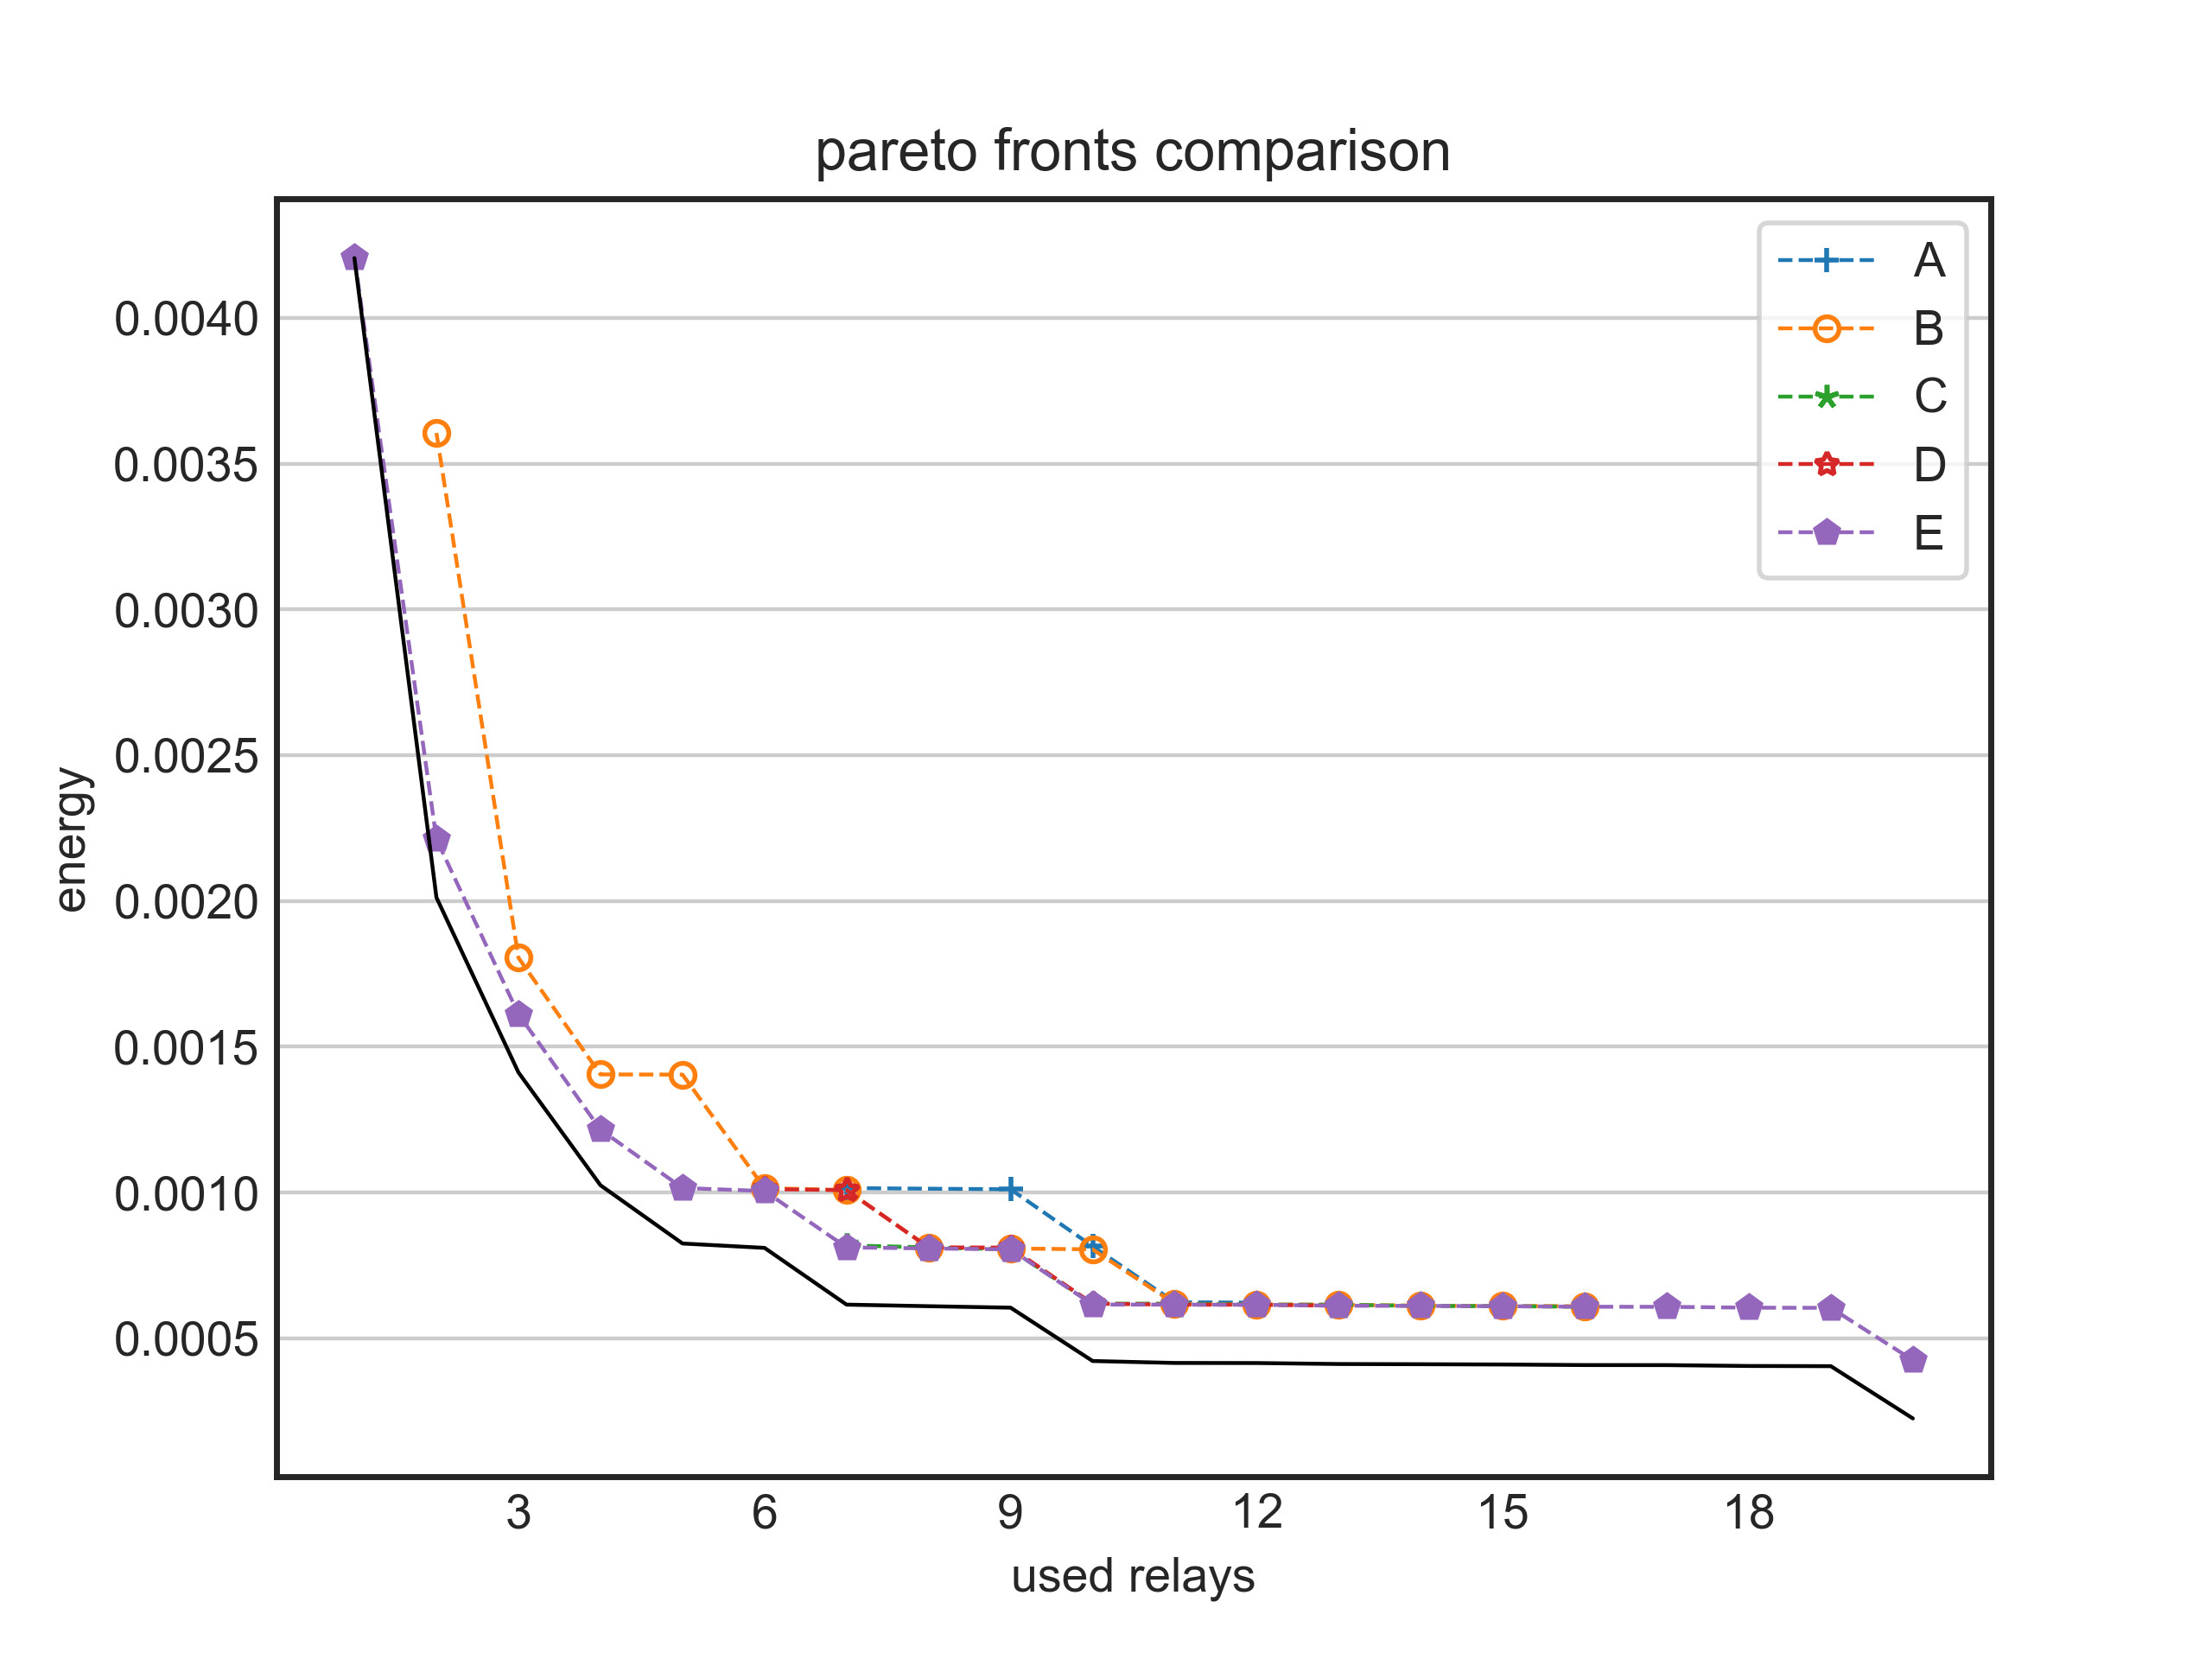 pareto fronts comparison
A
B
C
D
E
0.0040
0.0035
0.0030
0.0025
0.0020
0.0015
0.0010
0.0005
energy
3 6 9 12 15 18
used relays